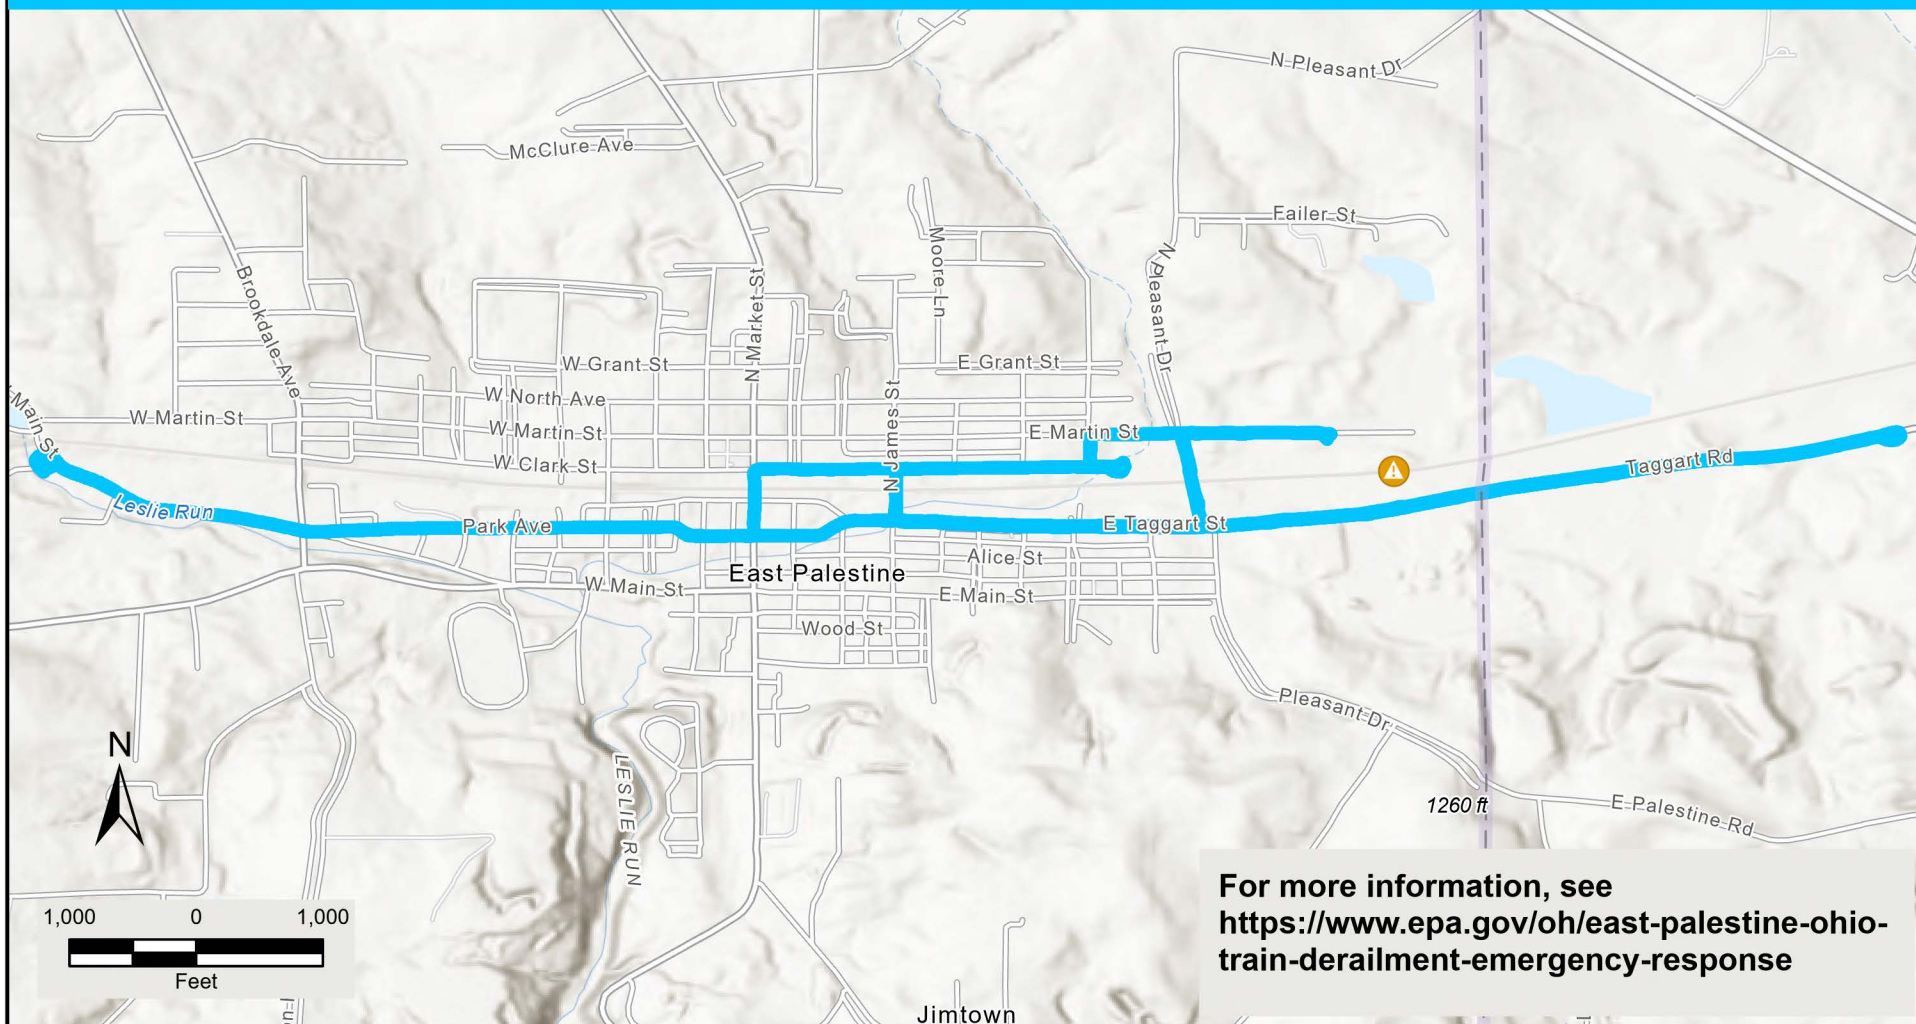 N Pleasant Dr
McClure Ave
Failer St
Moore Ln
N Pleasant Dr
Brookdale Ave
N Market St
W Grant St
E Grant St
W North Ave
N James St
Main St
W Martin St
W Martin St
E Martin St
W Clark St
Taggart Rd
Leslie Run
Park Ave
E Taggart St
Alice St
East Palestine
W Main St
E Main St
Wood St
Pleasant Dr
N
LESLIE RUN
1260 ft
E Palestine Rd
For more information, see
https://www.epa.gov/oh/east-palestine-ohio-
train-derailment-emergency-response
1,000 0 1,000
Feet
Jimtown